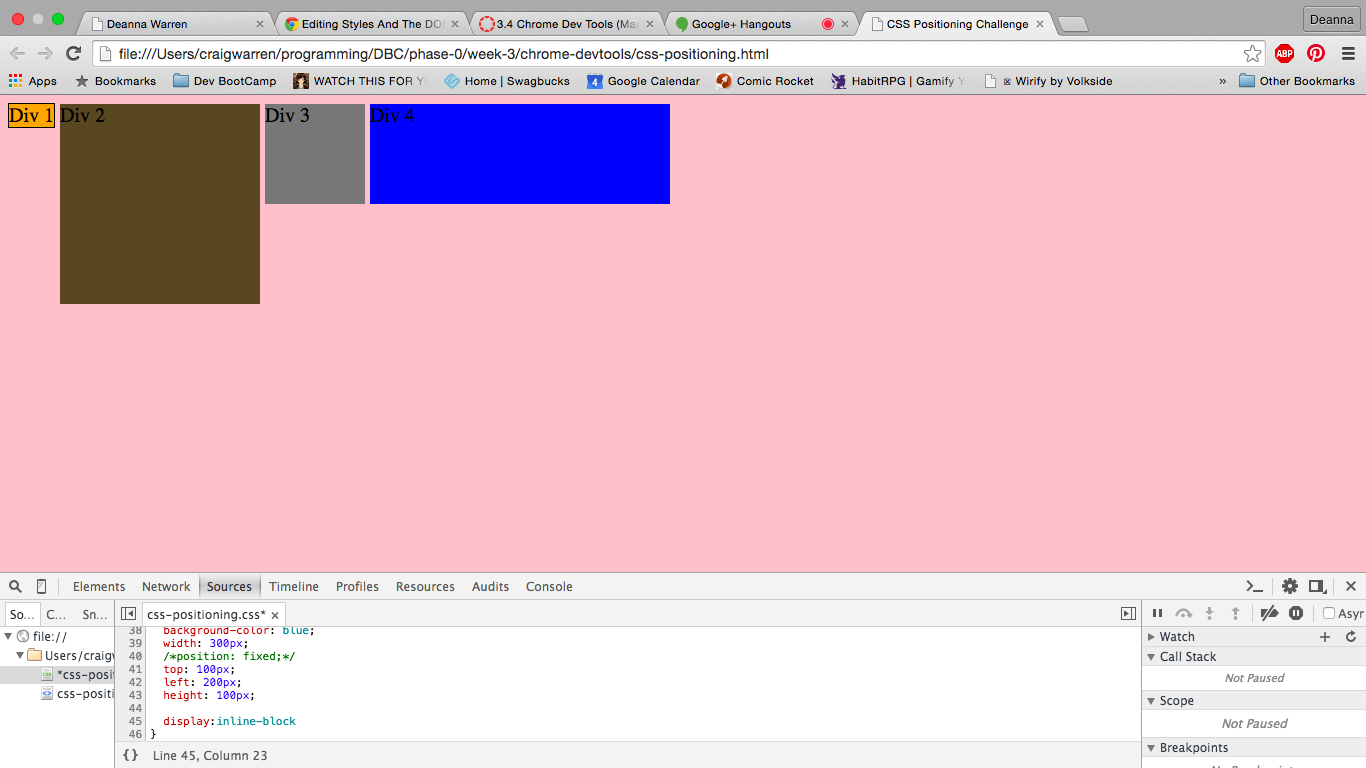 Deanna Warren
Editing Styles And The DO
3.4 Chrome Dev Tools (Ma
Google+ Hangouts
CSS Positioning Challenge
Deanna
file:///Users/craigwarren/programming/DBC/phase-0/week-3/chrome-devtools/css-positioning.html
ABP
Apps
Bookmarks
Dev BootCamp
WATCH THIS FOR YO
Home | Swagbucks
4 Google Calendar
Comic Rocket
HabitRPG | Gamify Y
Wirify by Volkside
» Other Bookmarks
Div 1
Div 2
Div 3
Div 4
Elements Network Sources Timeline Profiles Resources Audits Console
So... C... Sn...
css-positioning.css* ×
Asyn
file://
Users/craigw
*css-posit
css-positi
38 background-color: blue;
39 width: 300px;
40 /*position: fixed;*/
41 top: 100px;
42 left: 200px;
43 height: 100px;
44
45 display:inline-block
46 }
{} Line 45, Column 23
Watch
Call Stack
Not Paused
Scope
Not Paused
Breakpoints